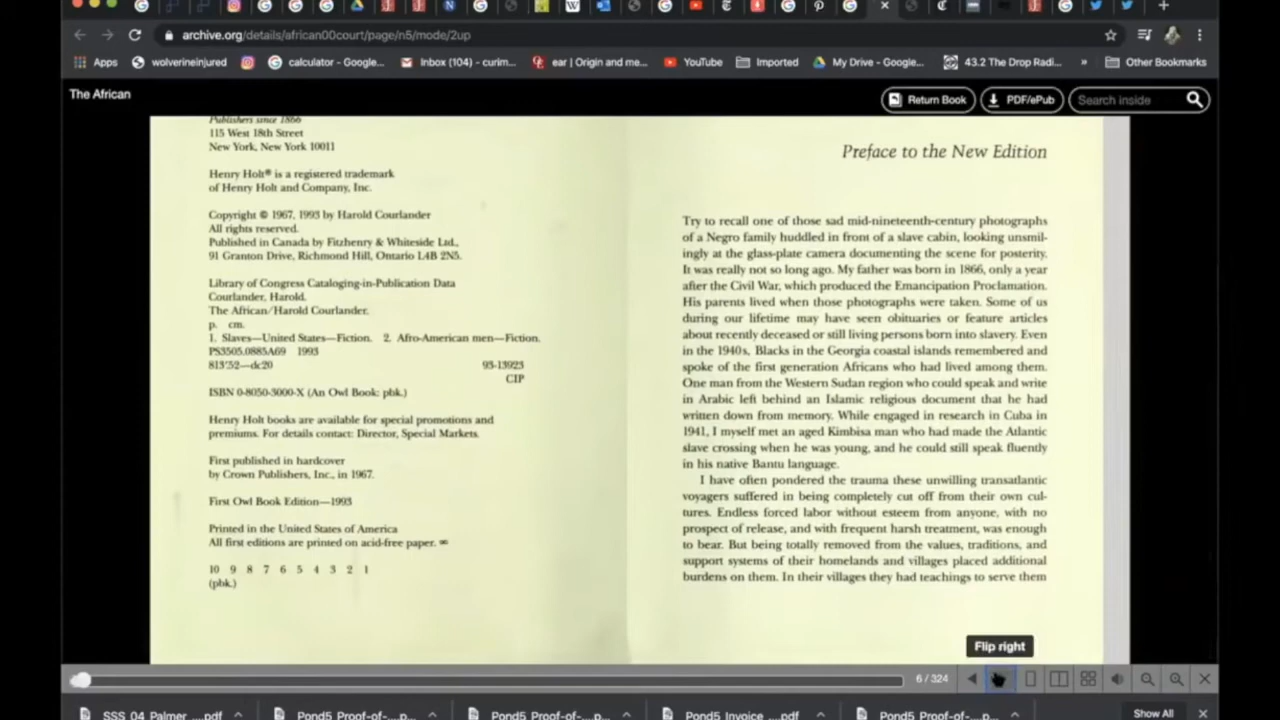 archive.org/details/african00court/page/n5/mode/2up
Apps
wolverineinjured
calculator - Google...
Inbox (104) - curim...
ear | Origin and me...
YouTube
Imported
My Drive - Google...
43.2 The Drop Radi...
»
Other Bookmarks
The African
Return Book
PDF/ePub
Search inside
Publishers since 1866
115 West 18th Street
New York, New York 10011
Henry Holt® is a registered trademark
of Henry Holt and Company, Inc.
Copyright © 1967, 1993 by Harold Courlander
All rights reserved.
Published in Canada by Fitzhenry & Whiteside Ltd.,
91 Granton Drive, Richmond Hill, Ontario L4B 2N5.
Library of Congress Cataloging-in-Publication Data
Courlander, Harold.
The African/Harold Courlander.
p. cm.
1. Slaves—United States—Fiction. 2. Afro-American men—Fiction.
PS3505.O885A69 1993
813'.52—dc20 93-13923
CIP
ISBN 0-8050-3000-X (An Owl Book: pbk.)
Henry Holt books are available for special promotions and
premiums. For details contact: Director, Special Markets.
First published in hardcover
by Crown Publishers, Inc., in 1967.
First Owl Book Edition—1993
Printed in the United States of America
All first editions are printed on acid-free paper. ∞
10 9 8 7 6 5 4 3 2 1
(pbk.)
Preface to the New Edition
Try to recall one of those sad mid-nineteenth-century photographs
of a Negro family huddled in front of a slave cabin, looking unsmil-
ingly at the glass-plate camera documenting the scene for posterity.
It was really not so long ago. My father was born in 1866, only a year
after the Civil War, which produced the Emancipation Proclamation.
His parents lived when those photographs were taken. Some of us
during our lifetime may have seen obituaries or feature articles
about recently deceased or still living persons born into slavery. Even
in the 1940s, Blacks in the Georgia coastal islands remembered and
spoke of the first generation Africans who had lived among them.
One man from the Western Sudan region who could speak and write
in Arabic left behind an Islamic religious document that he had
written down from memory. While engaged in research in Cuba in
1941, I myself met an aged Kimbisa man who had made the Atlantic
slave crossing when he was young, and he could still speak fluently
in his native Bantu language.
I have often pondered the trauma these unwilling transatlantic
voyagers suffered in being completely cut off from their own cul-
tures. Endless forced labor without esteem from anyone, with no
prospect of release, and with frequent harsh treatment, was enough
to bear. But being totally removed from the values, traditions, and
support systems of their homelands and villages placed additional
burdens on them. In their villages they had teachings to serve them
Flip right
6 / 324
SSS_04_Palmer_....pdf
Pond5_Proof-of-....p...
Pond5_Proof-of-....p...
Pond5_Invoice_....pdf
Pond5_Proof-of-....p...
Show All